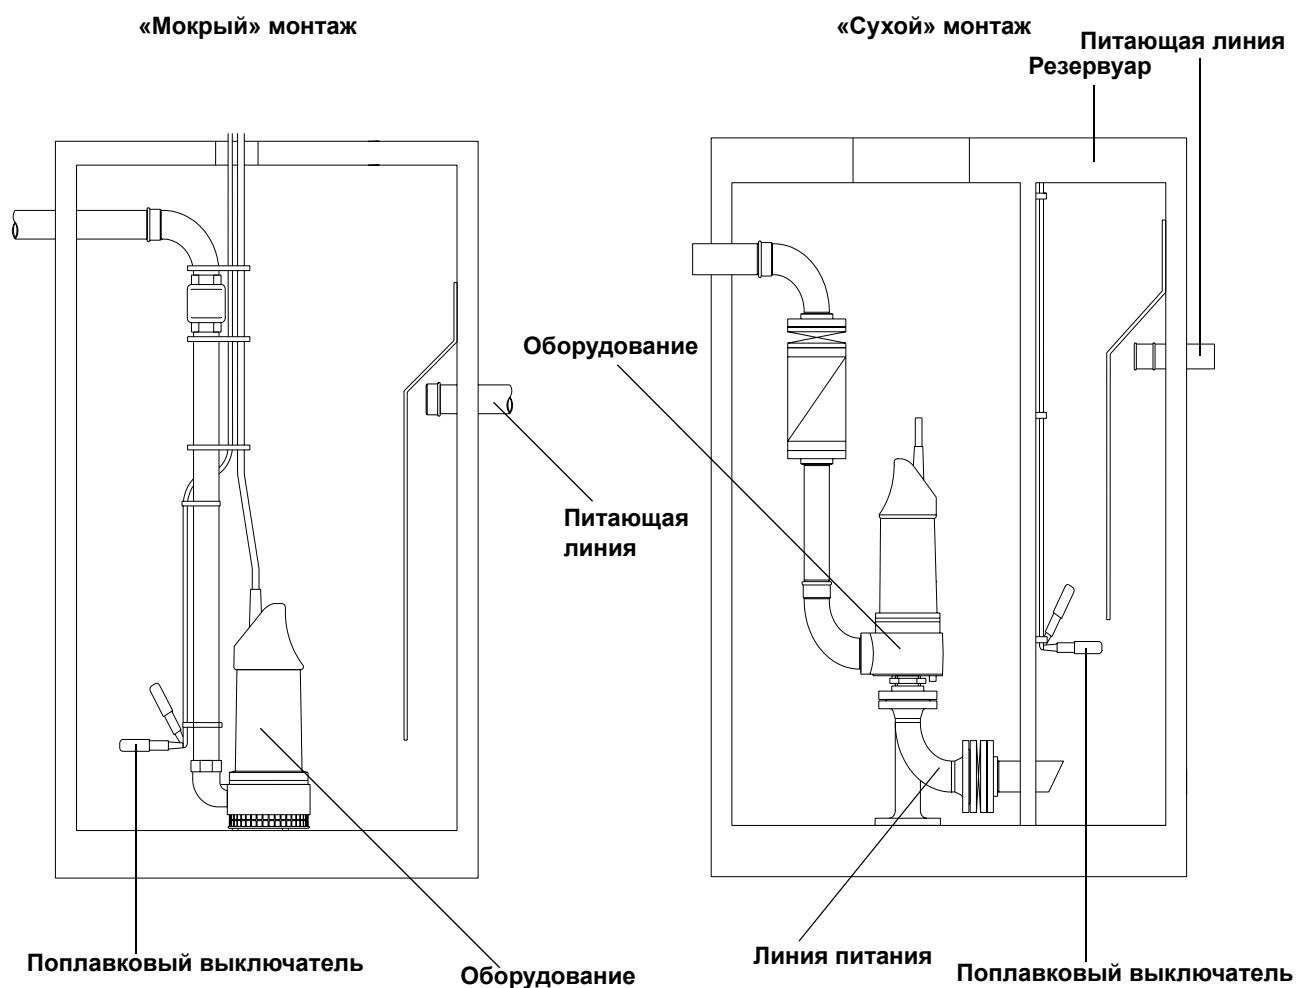 «Мокрый» монтаж
«Сухой» монтаж
Питающая линия
Резервуар
Оборудование
Питающая
линия
Поплавковый выключатель
Оборудование
Линия питания
Поплавковый выключатель